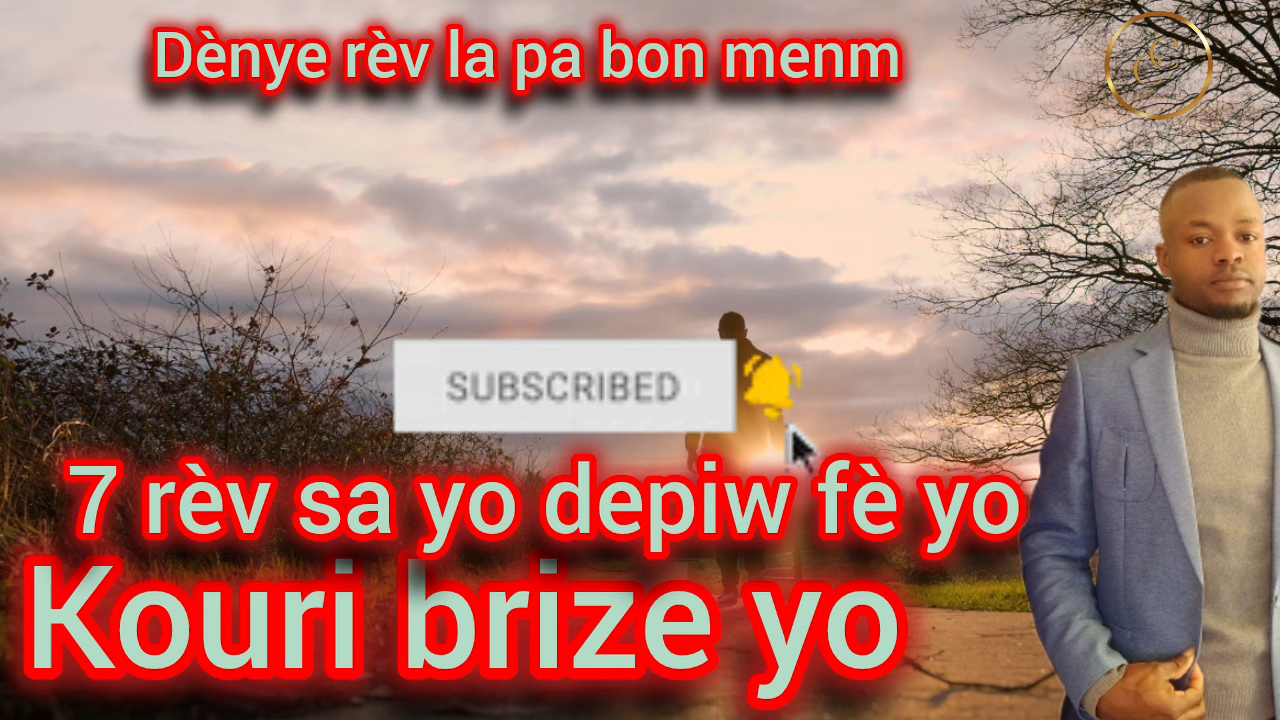 Dènye rèv la pa bon menm
SUBSCRIBED
7 rèv sa yo depiw fè yo
Kouri brize yo